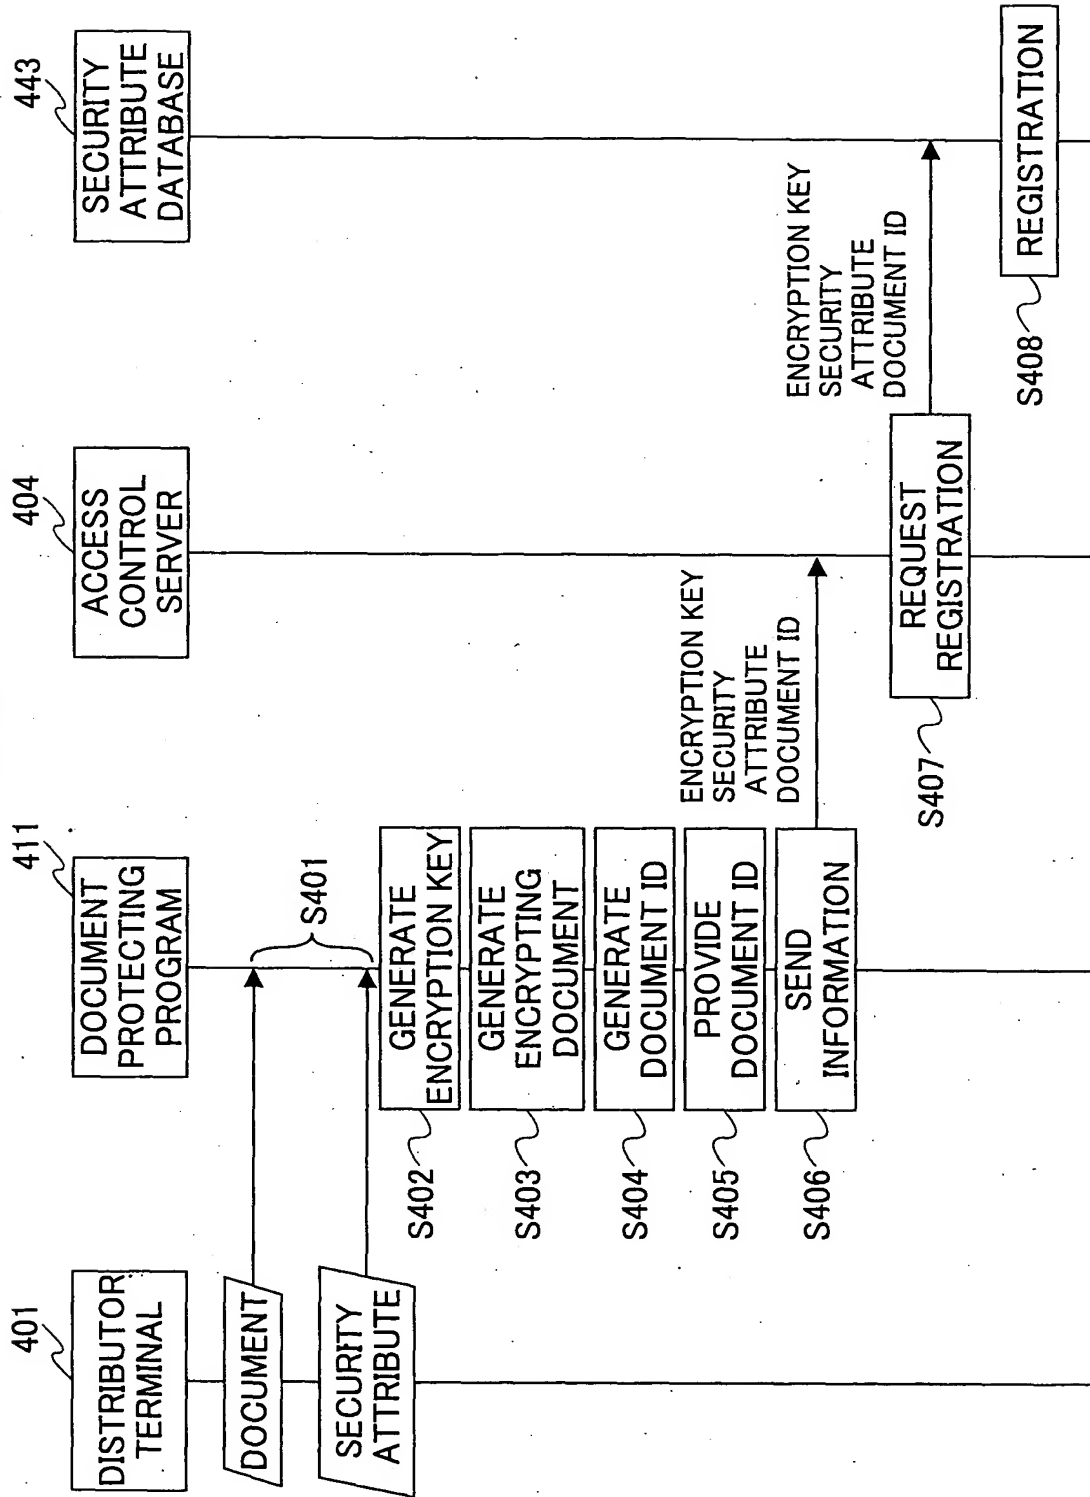 401
DISTRIBUTOR
TERMINAL
411
DOCUMENT
PROTECTING
PROGRAM
404
ACCESS
CONTROL
SERVER
443
SECURITY
ATTRIBUTE
DATABASE
DOCUMENT
SECURITY
ATTRIBUTE
S401
S402
GENERATE
ENCRYPTION KEY
S403
GENERATE
ENCRYPTING
DOCUMENT
S404
GENERATE
DOCUMENT ID
S405
PROVIDE
DOCUMENT ID
S406
SEND
INFORMATION
ENCRYPTION KEY
SECURITY
ATTRIBUTE
DOCUMENT ID
S407
REQUEST
REGISTRATION
ENCRYPTION KEY
SECURITY
ATTRIBUTE
DOCUMENT ID
S408
REGISTRATION